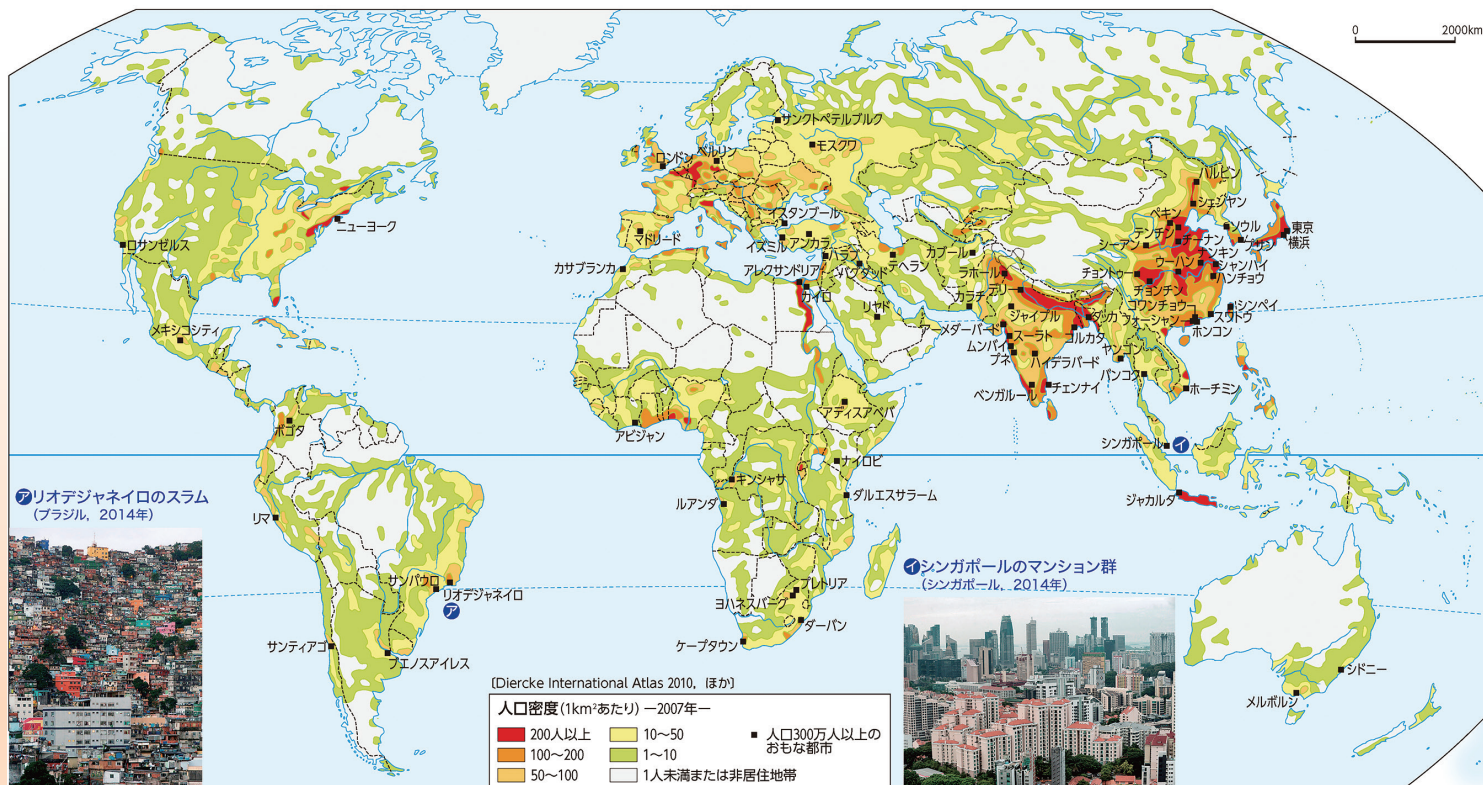 0 2000km
サンクトペテルブルク
モスクワ
ロンドン
ベルリン
ハルビン
シェンヤン
ペキン
テンチン
ソウル
東京
横浜
プサン
チーナン
ナンキン
シーアン
ウーハン
シャンハイ
ハンチョウ
チョントゥー
チョンチン
コワンチョウ
フォーシャン
シンペイ
スワトウ
ホンコン
ニューヨーク
ロサンゼルス
メキシコシティ
マドリード
イスタンブール
イズミル
アンカラ
ハラブ
カサブランカ
アレクサンドリア
カイロ
バグダッド
テヘラン
リヤド
カブール
ラホール
カラチ
デリー
ジャイプル
アーメダーバード
スーラト
ムンバイ
プネ
ハイデラバード
ダッカ
コルカタ
ヤンゴン
バンコク
ベンガルール
チェンナイ
ホーチミン
ボゴタ
アビジャン
アディスアベバ
シンガポール イ
ナイロビ
キンシャサ
ダルエスサラーム
ルアンダ
ジャカルタ
リマ
ア リオデジャネイロのスラム
(ブラジル,2014年)
サンパウロ
リオデジャネイロ
ア
サンティアゴ
ブエノスアイレス
プレトリア
ヨハネスバーグ
ダーバン
ケープタウン
イ シンガポールのマンション群
(シンガポール,2014年)
シドニー
メルボルン
〔Diercke International Atlas 2010,ほか〕
人口密度(1km²あたり)―2007年―
200人以上
100〜200
50〜100
10〜50
1〜10
1人未満または非居住地帯
人口300万人以上の
おもな都市